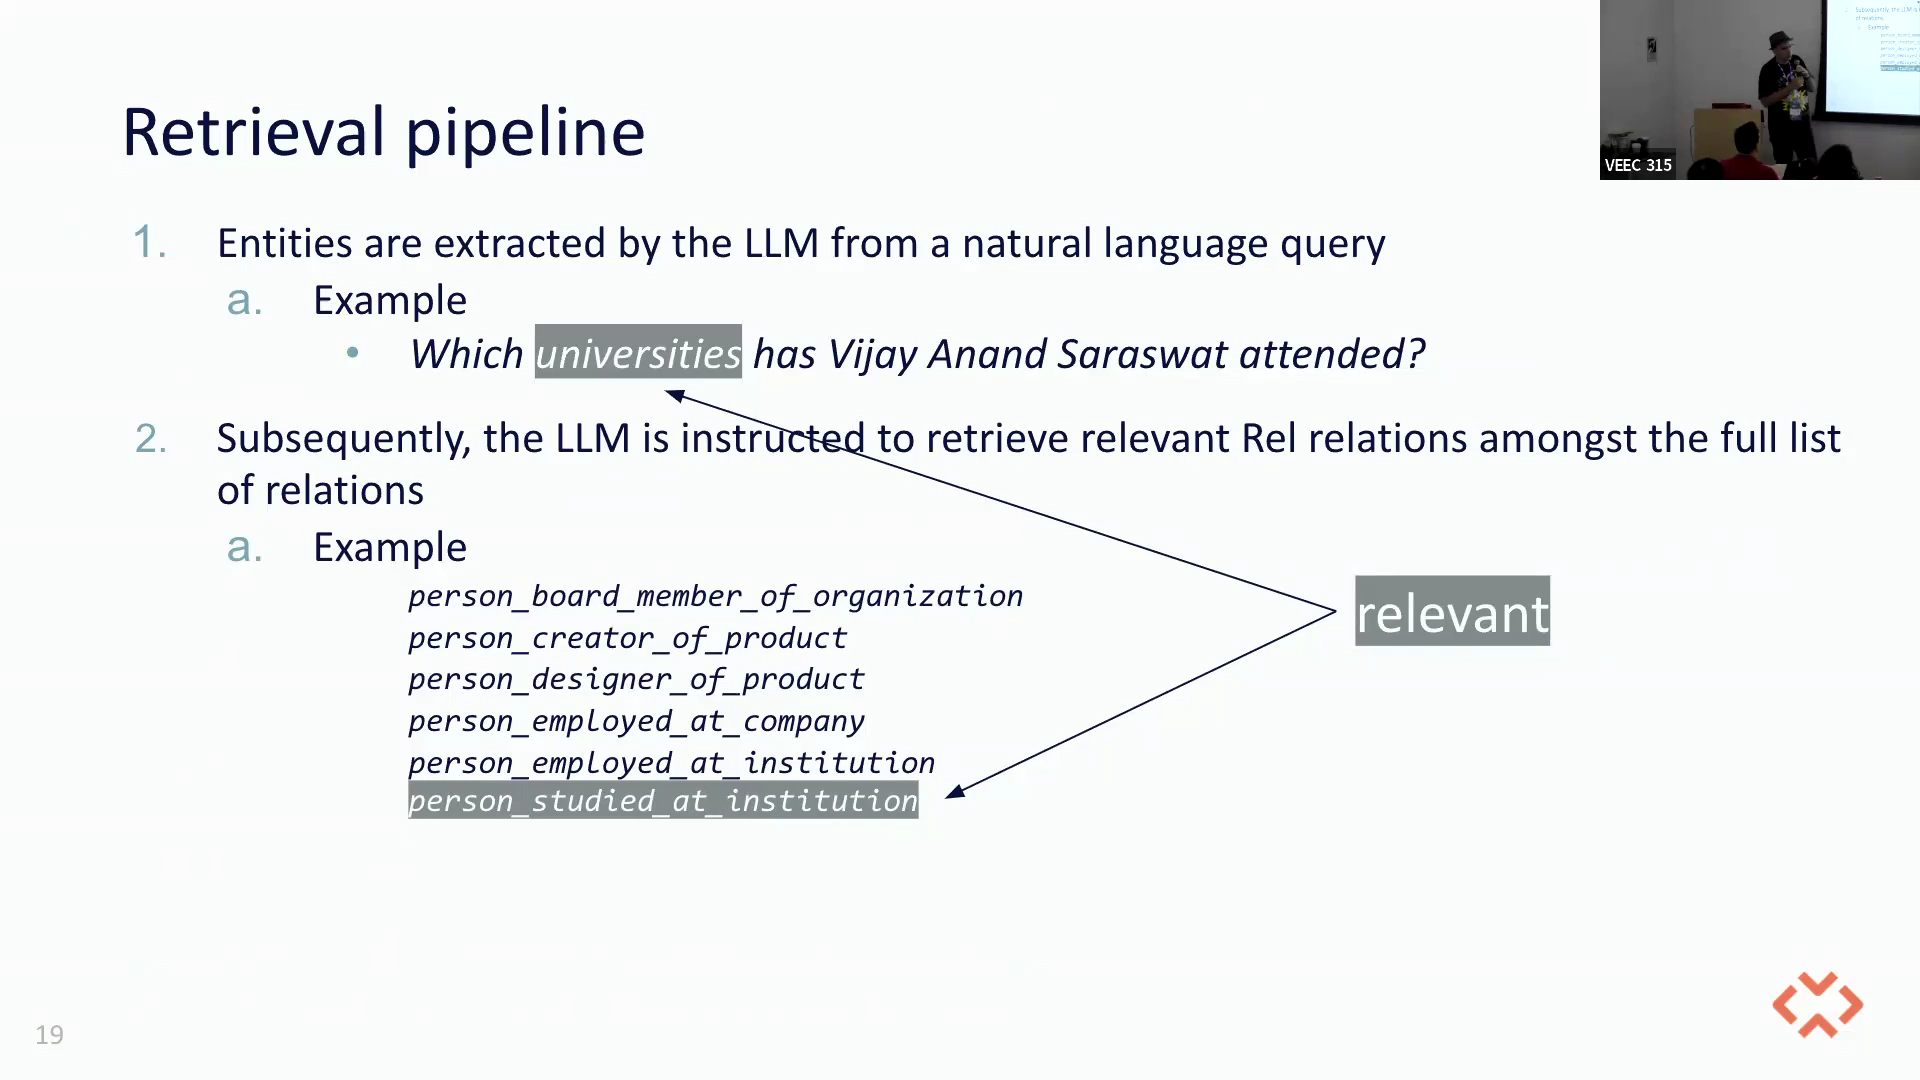 Retrieval pipeline
VEEC 315
1. Entities are extracted by the LLM from a natural language query
a. Example
• Which universities has Vijay Anand Saraswat attended?
2. Subsequently, the LLM is instructed to retrieve relevant Rel relations amongst the full list
of relations
a. Example
person_board_member_of_organization
person_creator_of_product
person_designer_of_product
person_employed_at_company
person_employed_at_institution
person_studied_at_institution
relevant
19